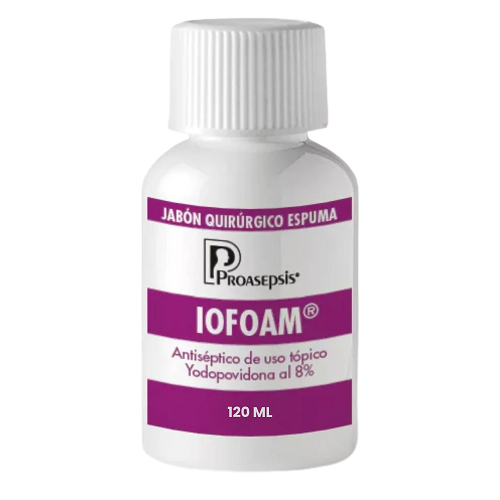 JABÓN QUIRÚRGICO ESPUMA
PROASEPSIS®
IOFOAM®
Antiséptico de uso tópico
Yodopovidona al 8%
120 ML